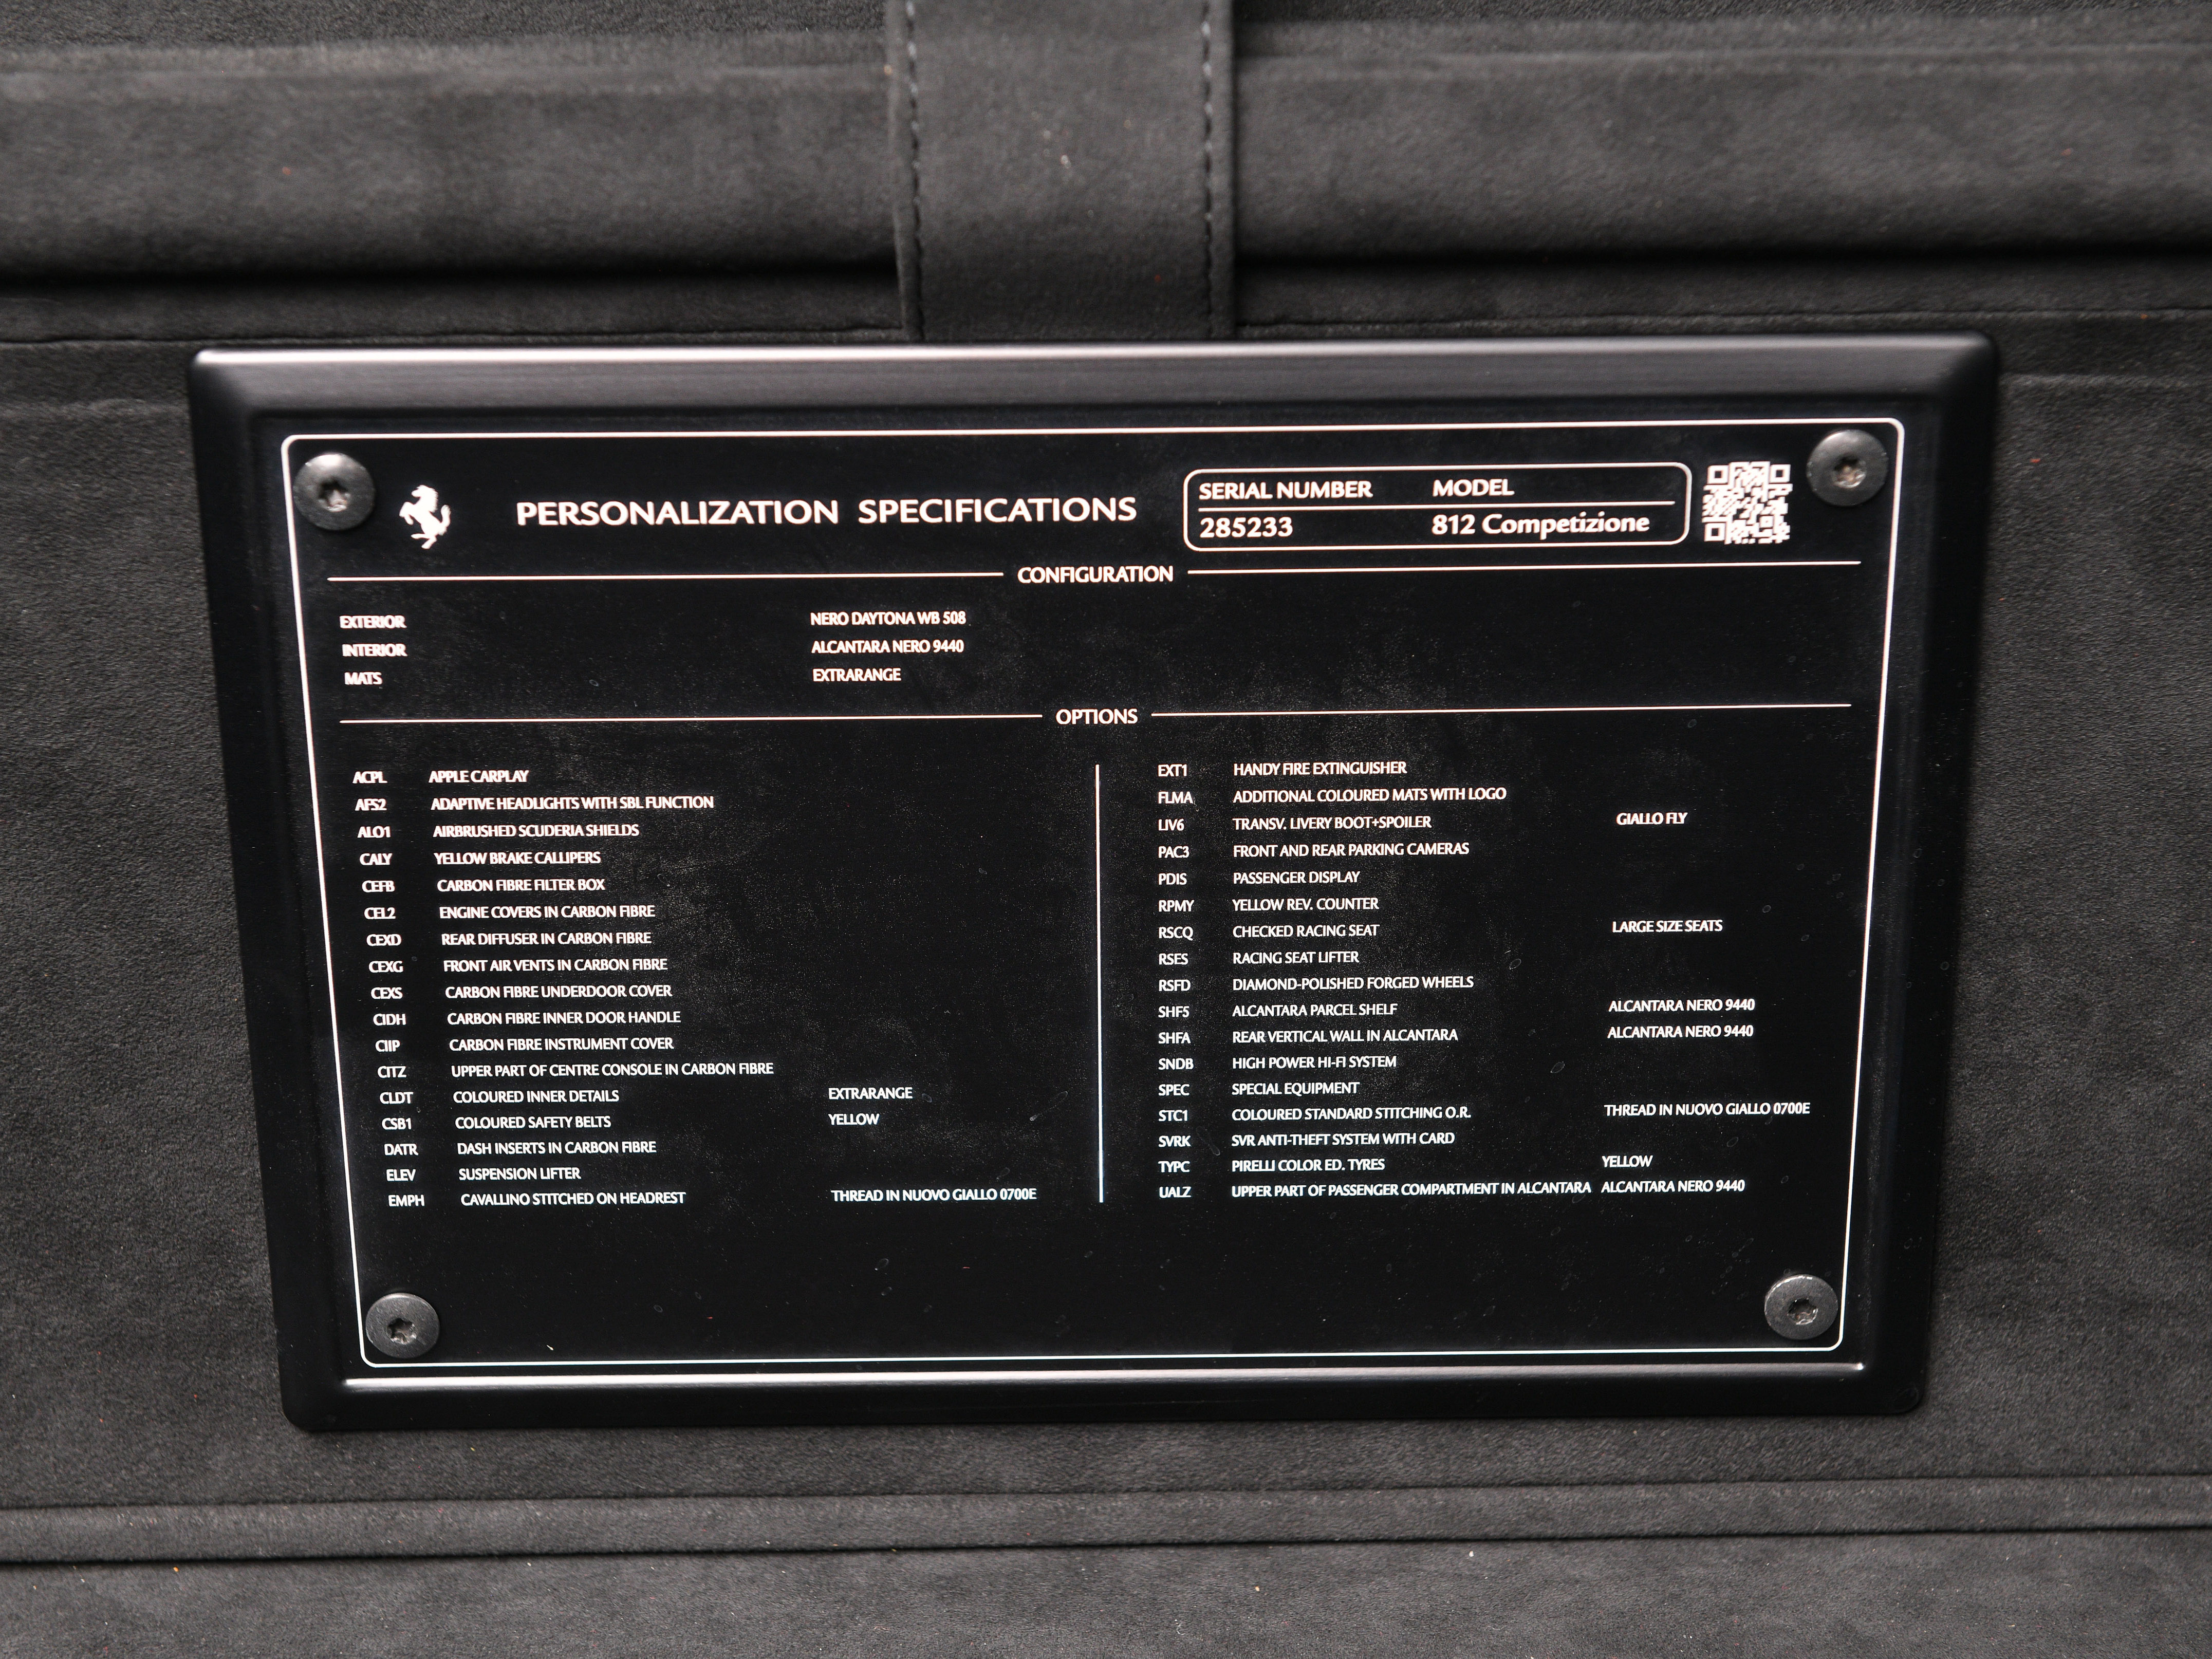 PERSONALIZATION SPECIFICATIONS
SERIAL NUMBER MODEL
285233 812 Competizione
CONFIGURATION
EXTERIOR NERO DAYTONA WB 508
INTERIOR ALCANTARA NERO 9440
MATS EXTRARANGE
OPTIONS
ACPL APPLE CARPLAY
AFS2 ADAPTIVE HEADLIGHTS WITH SBL FUNCTION
ALO1 AIRBRUSHED SCUDERIA SHIELDS
CALY YELLOW BRAKE CALLIPERS
CEFB CARBON FIBRE FILTER BOX
CEL2 ENGINE COVERS IN CARBON FIBRE
CEXD REAR DIFFUSER IN CARBON FIBRE
CEXG FRONT AIR VENTS IN CARBON FIBRE
CEXS CARBON FIBRE UNDERDOOR COVER
CIDH CARBON FIBRE INNER DOOR HANDLE
CIIP CARBON FIBRE INSTRUMENT COVER
CITZ UPPER PART OF CENTRE CONSOLE IN CARBON FIBRE
CLDT COLOURED INNER DETAILS EXTRARANGE
CSB1 COLOURED SAFETY BELTS YELLOW
DATR DASH INSERTS IN CARBON FIBRE
ELEV SUSPENSION LIFTER
EMPH CAVALLINO STITCHED ON HEADREST THREAD IN NUOVO GIALLO 0700E
EXT1 HANDY FIRE EXTINGUISHER
FLMA ADDITIONAL COLOURED MATS WITH LOGO
LIV6 TRANSV. LIVERY BOOT+SPOILER GIALLO FLY
PAC3 FRONT AND REAR PARKING CAMERAS
PDIS PASSENGER DISPLAY
RPMY YELLOW REV. COUNTER
RSCQ CHECKED RACING SEAT LARGE SIZE SEATS
RSES RACING SEAT LIFTER
RSFD DIAMOND-POLISHED FORGED WHEELS
SHF5 ALCANTARA PARCEL SHELF ALCANTARA NERO 9440
SHFA REAR VERTICAL WALL IN ALCANTARA ALCANTARA NERO 9440
SNDB HIGH POWER HI-FI SYSTEM
SPEC SPECIAL EQUIPMENT
STC1 COLOURED STANDARD STITCHING O.R. THREAD IN NUOVO GIALLO 0700E
SVRK SVR ANTI-THEFT SYSTEM WITH CARD
TYPC PIRELLI COLOR ED. TYRES YELLOW
UALZ UPPER PART OF PASSENGER COMPARTMENT IN ALCANTARA ALCANTARA NERO 9440